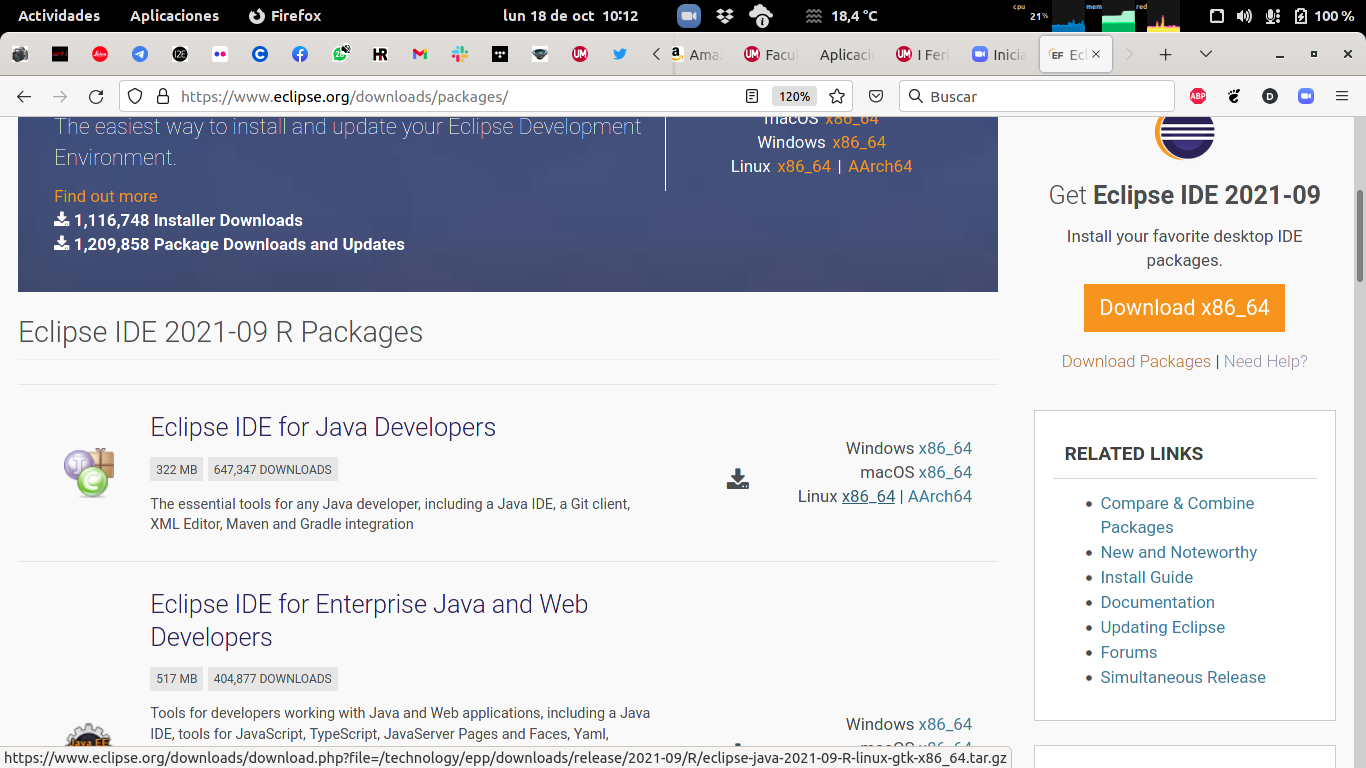 Actividades Aplicaciones Firefox lun 18 de oct 10:12 18,4 °C cpu 21% mem red 100 %
HR UM Ama UM Facul Aplicacio UM I Feri Inicia EF Ecl
https://www.eclipse.org/downloads/packages/ 120% Buscar ABP D
The easiest way to install and update your Eclipse Development
Environment.
Find out more
1,116,748 Installer Downloads
1,209,858 Package Downloads and Updates
macOS x86_64
Windows x86_64
Linux x86_64 | AArch64
Get Eclipse IDE 2021-09
Install your favorite desktop IDE
packages.
Download x86_64
Download Packages | Need Help?
Eclipse IDE 2021-09 R Packages
Eclipse IDE for Java Developers
322 MB 647,347 DOWNLOADS
The essential tools for any Java developer, including a Java IDE, a Git client,
XML Editor, Maven and Gradle integration
Windows x86_64
macOS x86_64
Linux x86_64 | AArch64
RELATED LINKS
Compare & Combine
Packages
New and Noteworthy
Install Guide
Documentation
Updating Eclipse
Forums
Simultaneous Release
Eclipse IDE for Enterprise Java and Web
Developers
517 MB 404,877 DOWNLOADS
Tools for developers working with Java and Web applications, including a Java
IDE, tools for JavaScript, TypeScript, JavaServer Pages and Faces, Yaml,
Java EE
Windows x86_64
macOS x86_64
https://www.eclipse.org/downloads/download.php?file=/technology/epp/downloads/release/2021-09/R/eclipse-java-2021-09-R-linux-gtk-x86_64.tar.gz